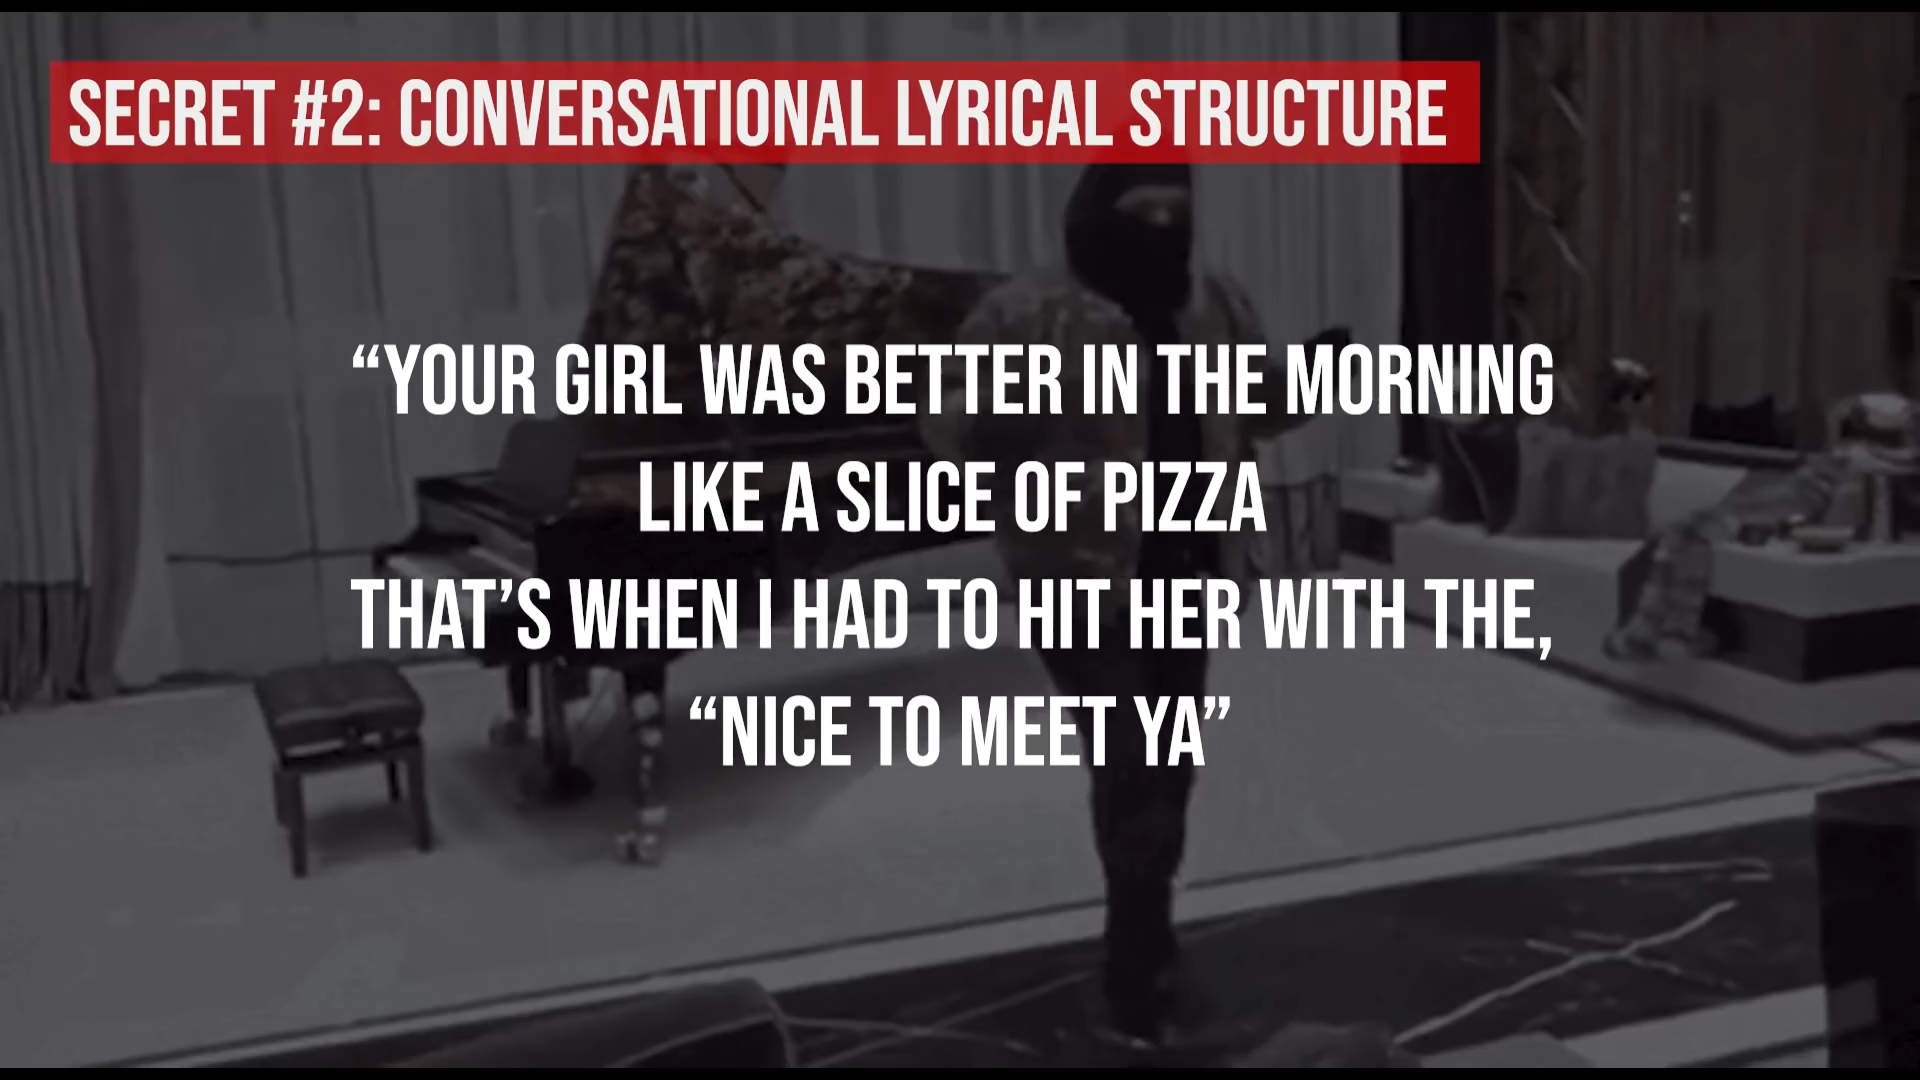 SECRET #2: CONVERSATIONAL LYRICAL STRUCTURE
“YOUR GIRL WAS BETTER IN THE MORNING
LIKE A SLICE OF PIZZA
THAT’S WHEN I HAD TO HIT HER WITH THE,
“NICE TO MEET YA”